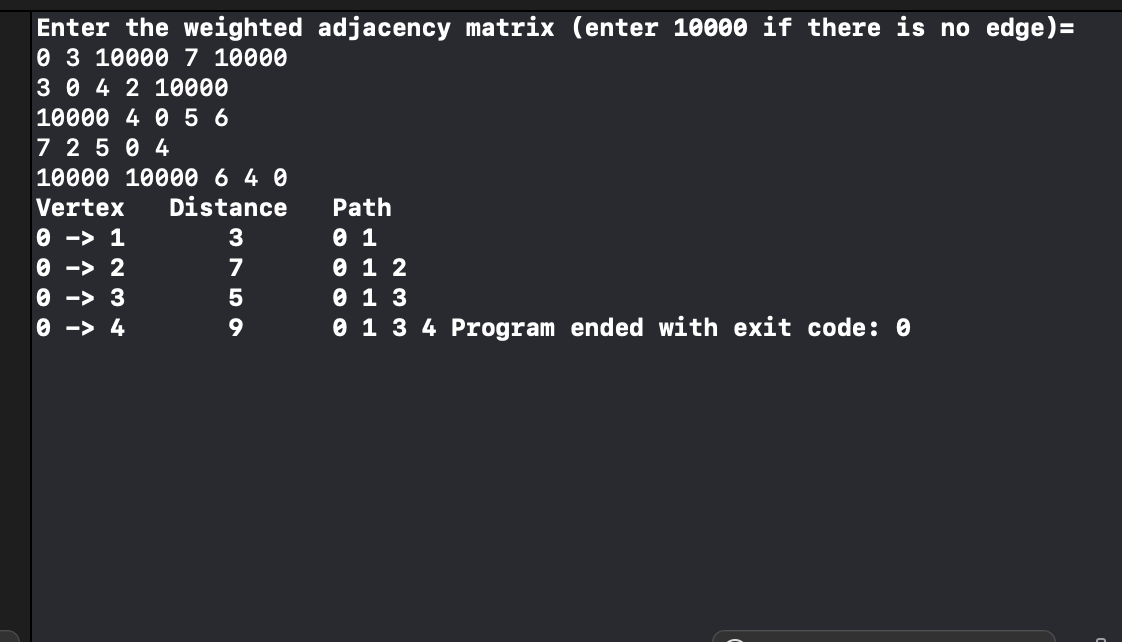 Enter the weighted adjacency matrix (enter 10000 if there is no edge)=
0 3 10000 7 10000
3 0 4 2 10000
10000 4 0 5 6
7 2 5 0 4
10000 10000 6 4 0
Vertex   Distance   Path
0 -> 1       3      0 1
0 -> 2       7      0 1 2
0 -> 3       5      0 1 3
0 -> 4       9      0 1 3 4 Program ended with exit code: 0